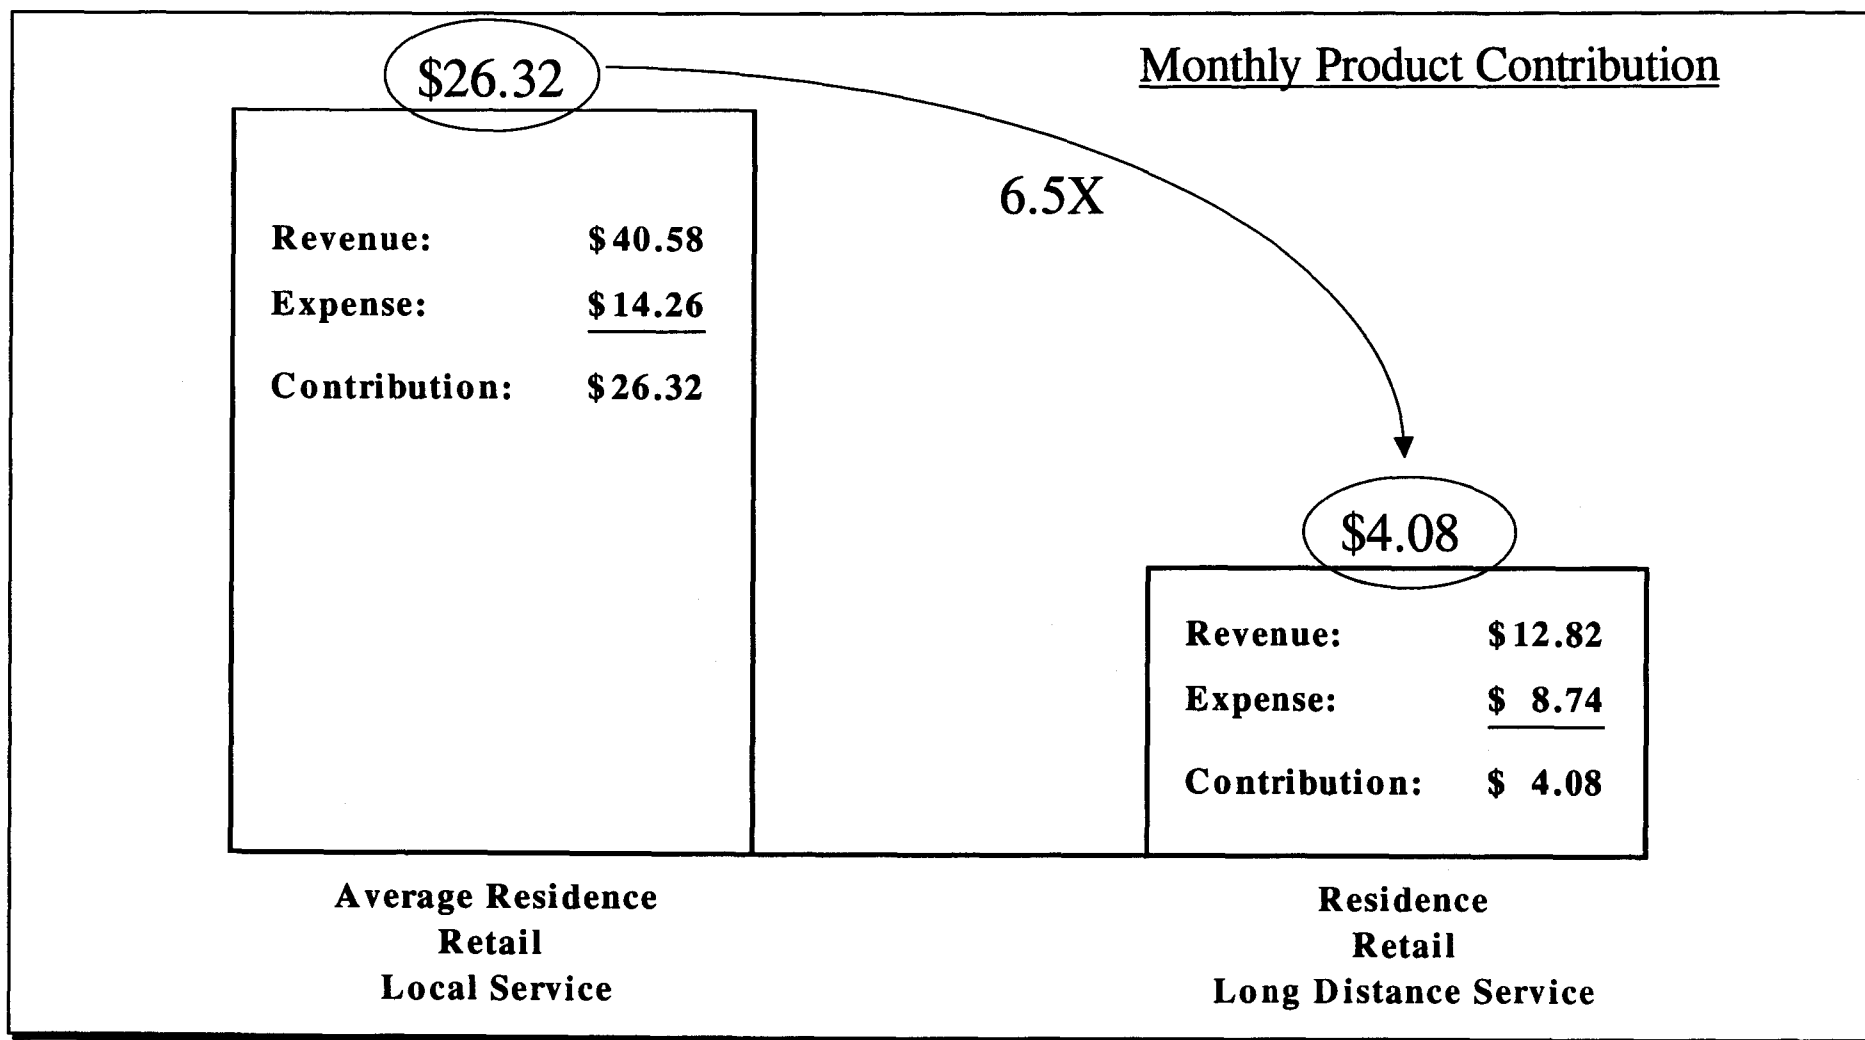 Monthly Product Contribution
$26.32
6.5X
Revenue: $40.58
Expense: $14.26
Contribution: $26.32
$4.08
Revenue: $12.82
Expense: $ 8.74
Contribution: $ 4.08
Average Residence
Retail
Local Service
Residence
Retail
Long Distance Service